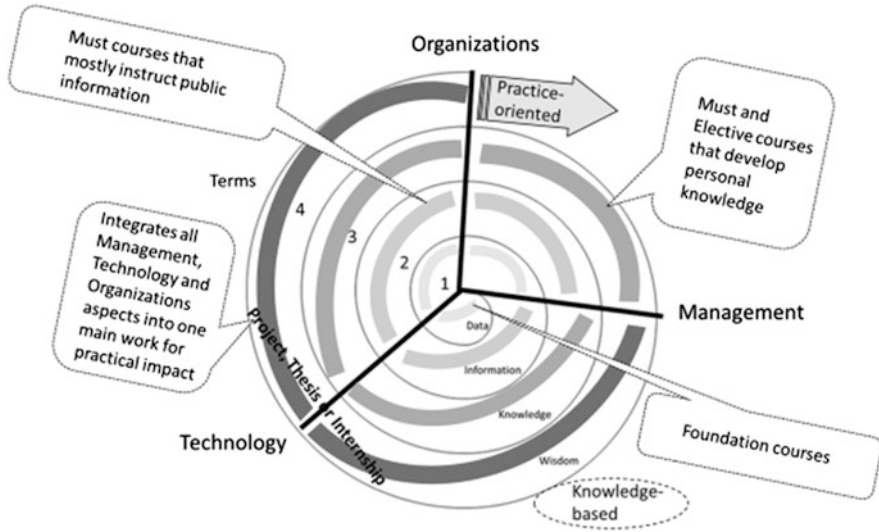 Organizations
Must courses that
mostly instruct public
information
Practice-
oriented
Must and
Elective courses
that develop
personal
knowledge
Terms
4
3
2
1
Integrates all
Management,
Technology and
Organizations
aspects into one
main work for
practical impact
Management
Data
Information
Knowledge
Wisdom
Project, Thesis or Internship
Technology
Foundation courses
Knowledge-
based